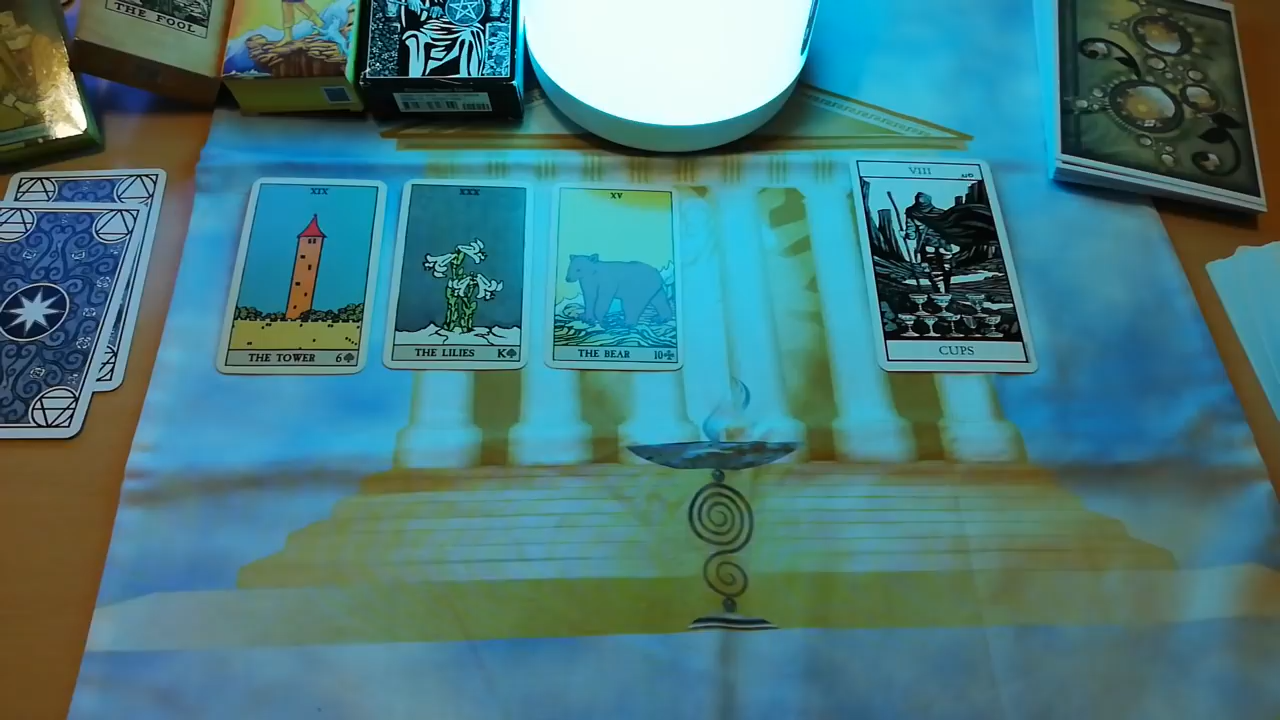 THE FOOL
XIX
THE TOWER 6♠
XXX
THE LILIES K♠
XV
THE BEAR 10♣
VIII
CUPS